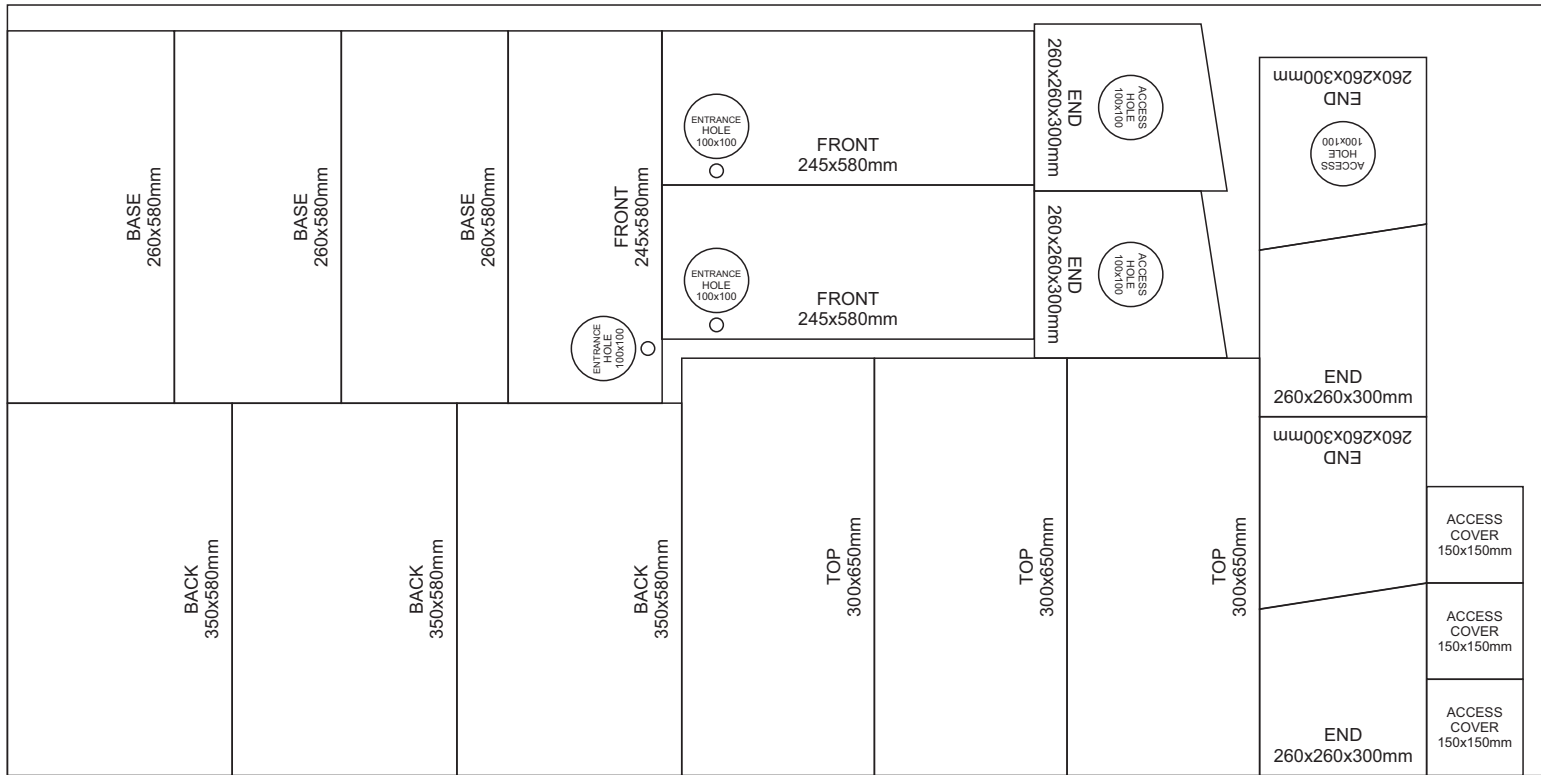 BASE
260x580mm
BASE
260x580mm
BASE
260x580mm
FRONT
245x580mm
ENTRANCE
HOLE
100x100
ENTRANCE
HOLE
100x100
FRONT
245x580mm
ENTRANCE
HOLE
100x100
FRONT
245x580mm
ACCESS
HOLE
100x100
END
260x260x300mm
ACCESS
HOLE
100x100
END
260x260x300mm
260x260x300mm
END
ACCESS
HOLE
100x100
END
260x260x300mm
BACK
350x580mm
BACK
350x580mm
BACK
350x580mm
TOP
300x650mm
TOP
300x650mm
TOP
300x650mm
260x260x300mm
END
END
260x260x300mm
ACCESS
COVER
150x150mm
ACCESS
COVER
150x150mm
ACCESS
COVER
150x150mm